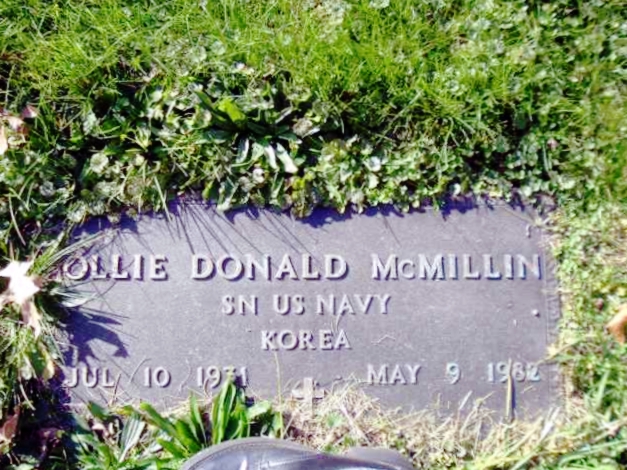 OLLIE DONALD McMILLIN
SN US NAVY
KOREA
JUL 10 1931 MAY 9 1982